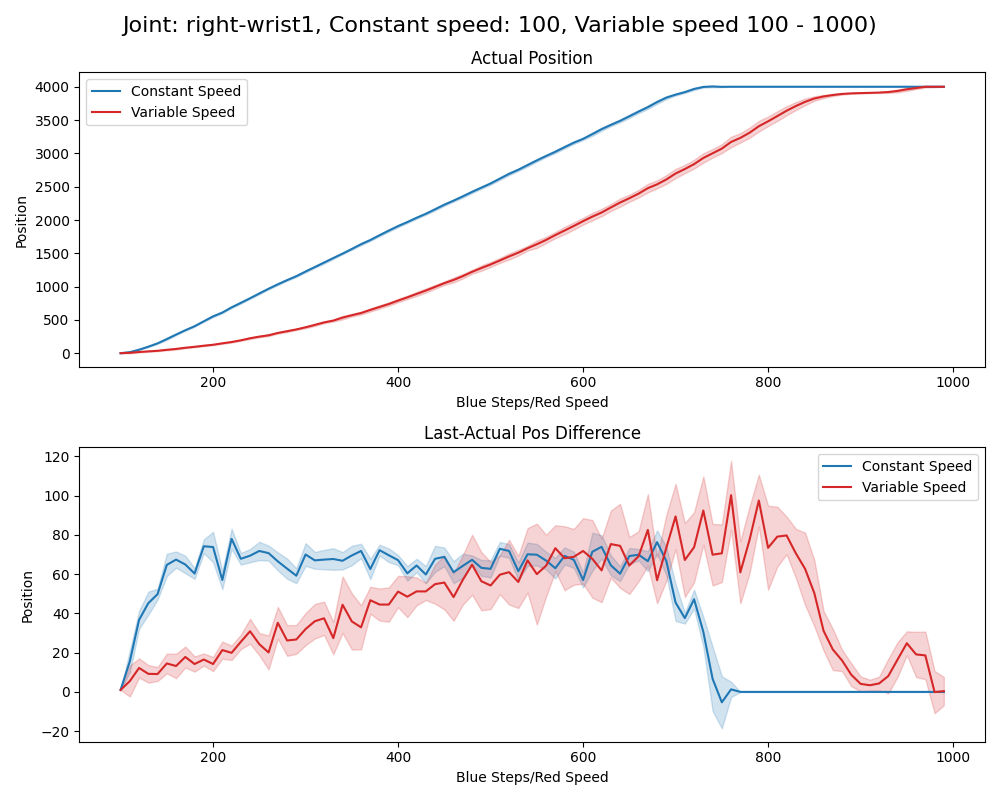 Joint: right-wrist1, Constant speed: 100, Variable speed 100 - 1000)
Actual Position
4000
3500
3000
2500
2000
1500
1000
500
0
Position
Constant Speed
Variable Speed
200
400
600
800
1000
Blue Steps/Red Speed
Last-Actual Pos Difference
120
100
80
60
40
20
0
−20
Position
Constant Speed
Variable Speed
200
400
600
800
1000
Blue Steps/Red Speed